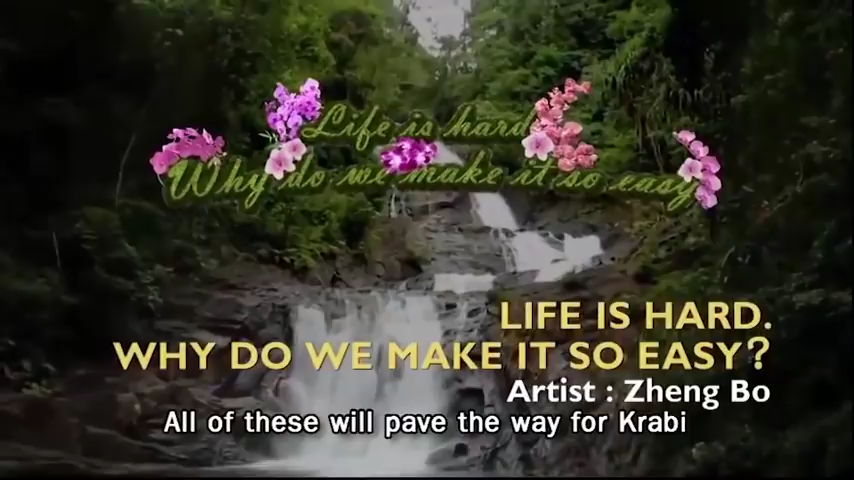 Life is hard
Why do we make it so easy
LIFE IS HARD.
WHY DO WE MAKE IT SO EASY?
Artist : Zheng Bo
All of these will pave the way for Krabi